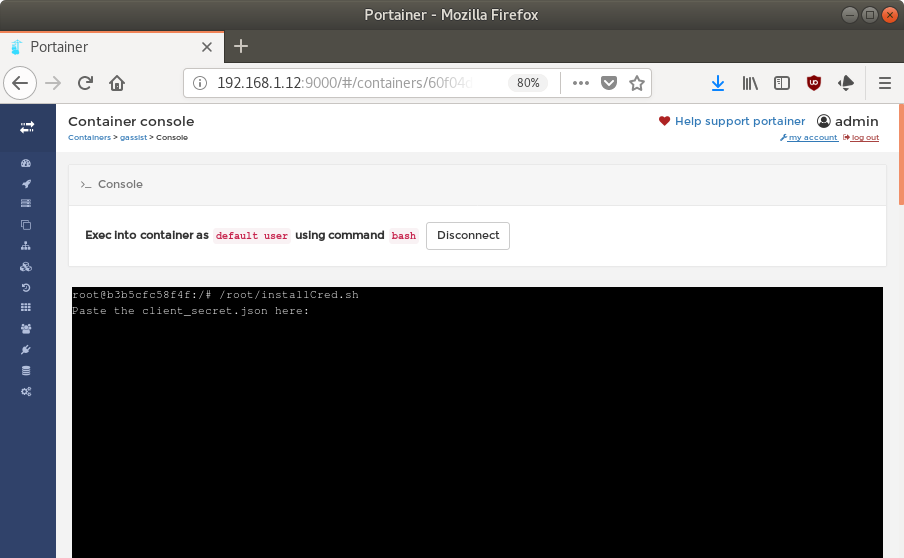 Portainer - Mozilla Firefox
Portainer
192.168.1.12:9000/#/containers/60f04d
80%
Container console
Help support portainer
admin
Containers > gassist > Console
my account
log out
>_ Console
Exec into container as default user using command bash
Disconnect
root@b3b5cfc58f4f:/# /root/installCred.sh
Paste the client_secret.json here: